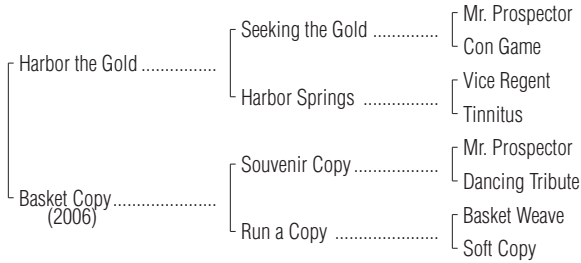 Mr. Prospector
Seeking the Gold ................
Con Game
Harbor the Gold ................
Vice Regent
Harbor Springs ................
Tinnitus
Mr. Prospector
Souvenir Copy ..................
Dancing Tribute
Basket Copy ......................
(2006)
Basket Weave
Run a Copy ......................
Soft Copy